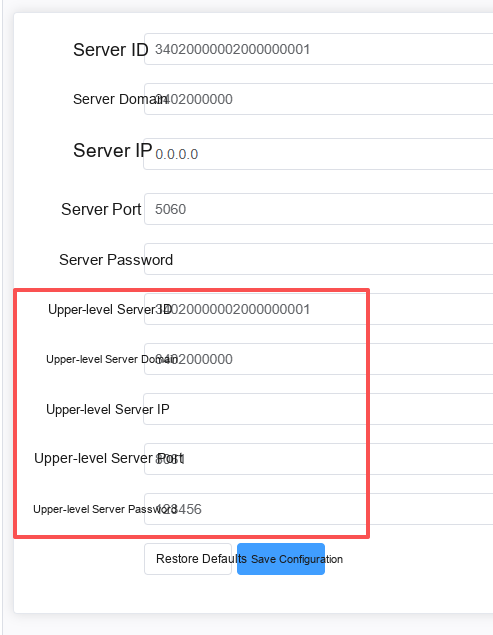 Server ID 34020000002000000001
Server Domain 3402000000
Server IP 0.0.0.0
Server Port 5060
Server Password
Upper-level Server ID 34020000002000000001
Upper-level Server Domain 3402000000
Upper-level Server IP
Upper-level Server Port 8061
Upper-level Server Password 123456
Restore Defaults Save Configuration